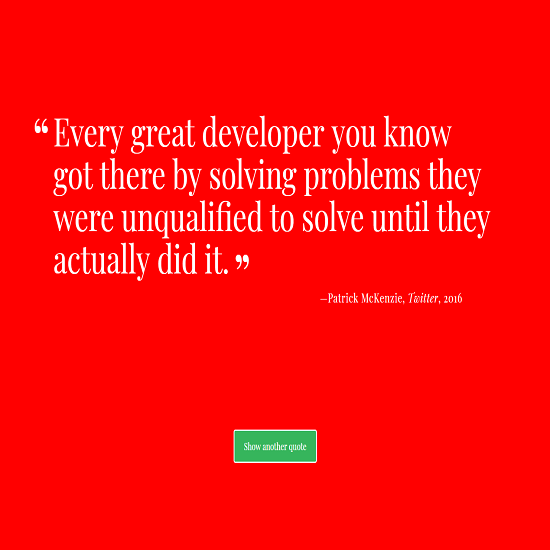 “Every great developer you know
got there by solving problems they
were unqualified to solve until they
actually did it.”
—Patrick McKenzie, Twitter, 2016
Show another quote